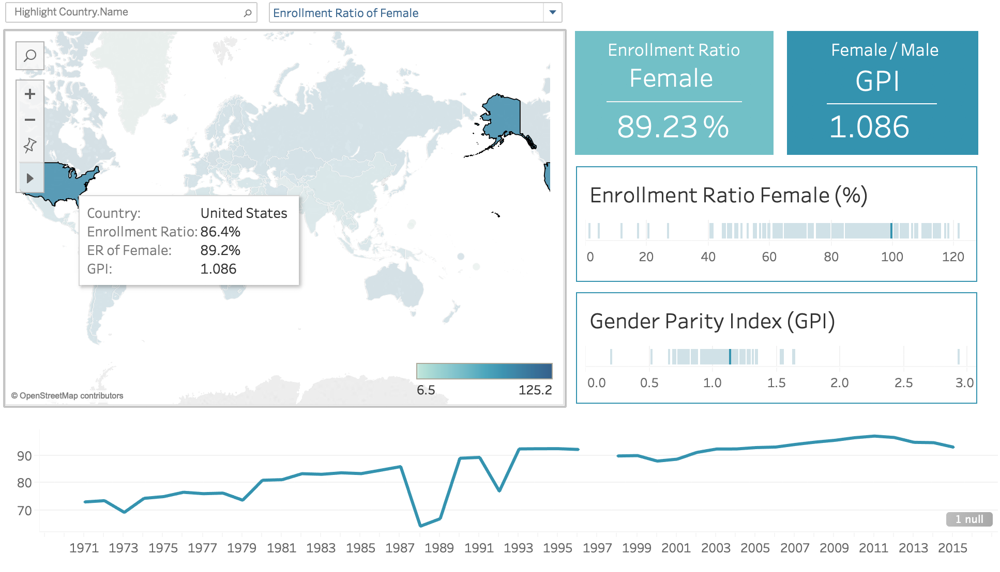 Highlight Country.Name
Enrollment Ratio of Female
Enrollment Ratio
Female
89.23 %
Female / Male
GPI
1.086
Country: United States
Enrollment Ratio: 86.4%
ER of Female: 89.2%
GPI: 1.086
6.5 125.2
© OpenStreetMap contributors
Enrollment Ratio Female (%)
0 20 40 60 80 100 120
Gender Parity Index (GPI)
0.0 0.5 1.0 1.5 2.0 2.5 3.0
90
80
70
1 null
1971 1973 1975 1977 1979 1981 1983 1985 1987 1989 1991 1993 1995 1997 1999 2001 2003 2005 2007 2009 2011 2013 2015